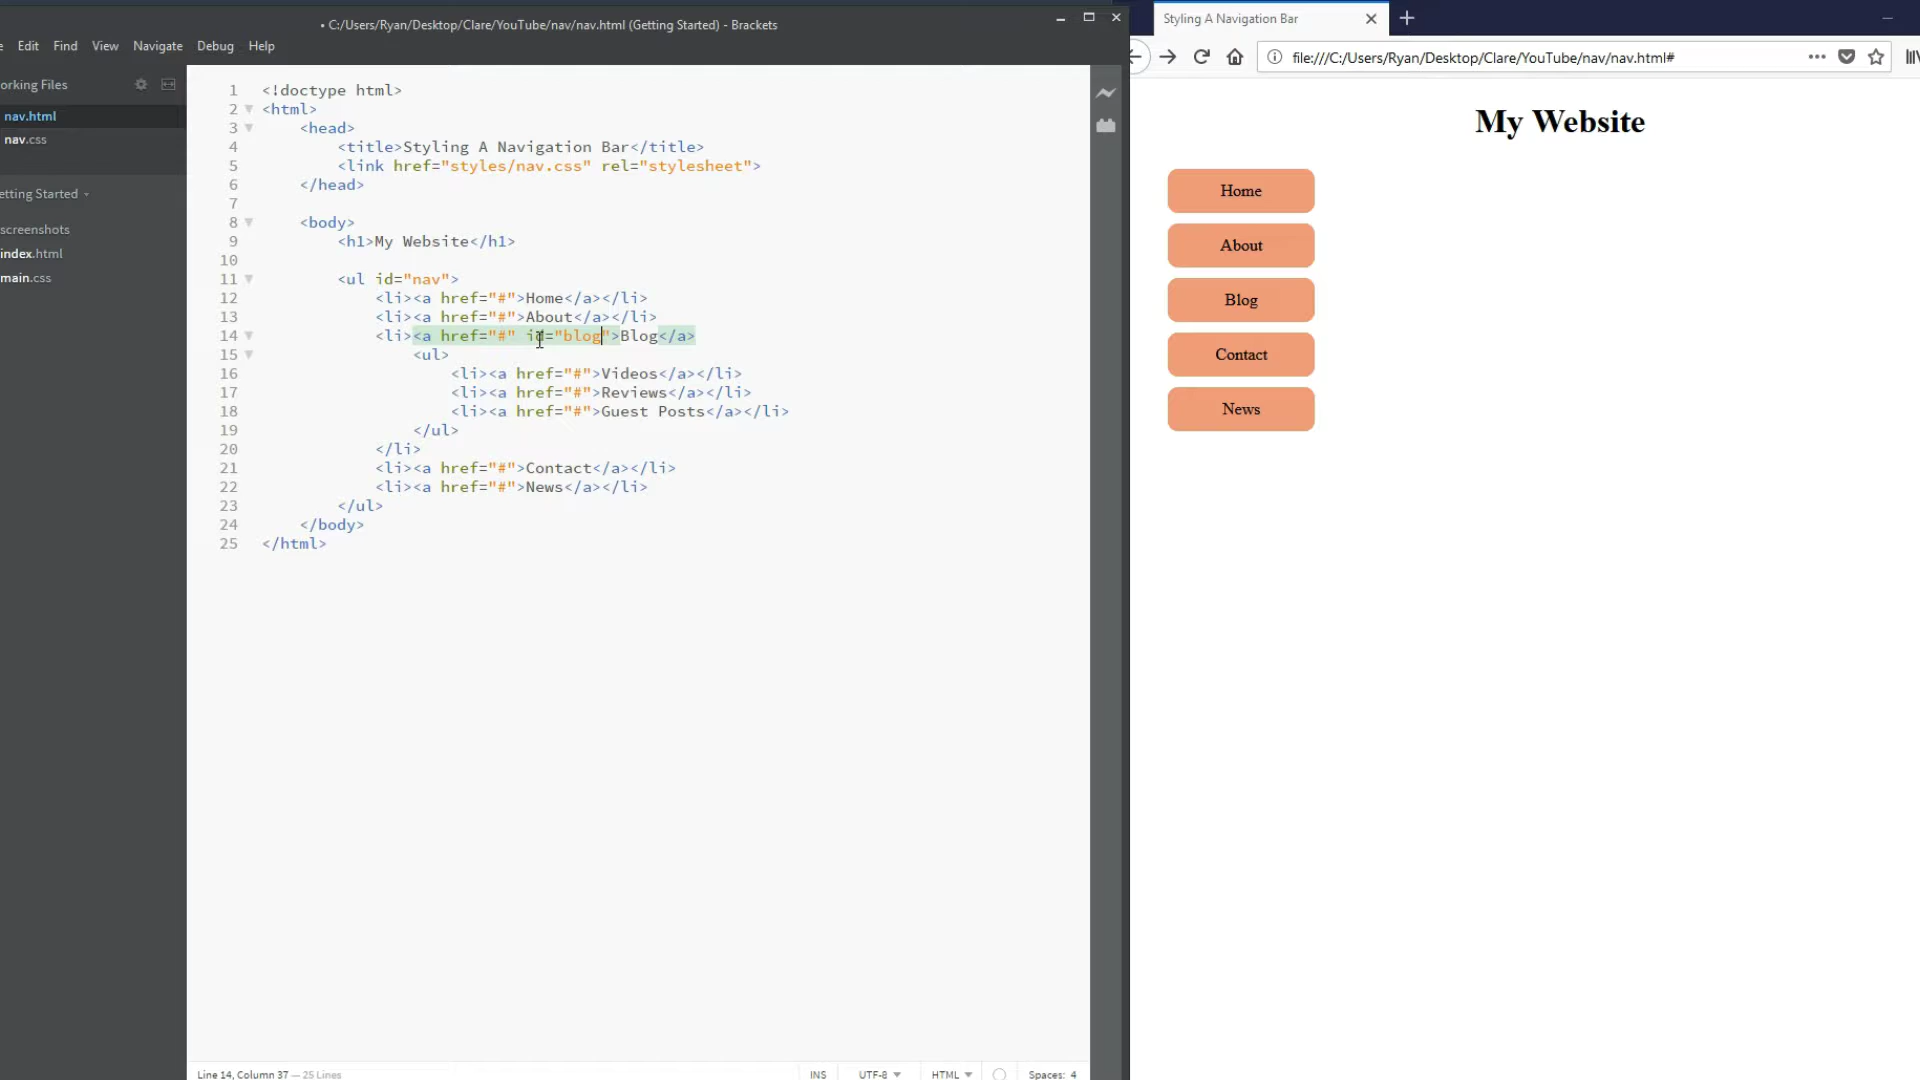 • C:/Users/Ryan/Desktop/Clare/YouTube/nav/nav.html (Getting Started) - Brackets
e Edit Find View Navigate Debug Help
orking Files
nav.html
nav.css
etting Started
screenshots
index.html
main.css
1 <!doctype html>
2 <html>
3 <head>
4 <title>Styling A Navigation Bar</title>
5 <link href="styles/nav.css" rel="stylesheet">
6 </head>
7
8 <body>
9 <h1>My Website</h1>
10
11 <ul id="nav">
12 <li><a href="#">Home</a></li>
13 <li><a href="#">About</a></li>
14 <li><a href="#" id="blog">Blog</a>
15 <ul>
16 <li><a href="#">Videos</a></li>
17 <li><a href="#">Reviews</a></li>
18 <li><a href="#">Guest Posts</a></li>
19 </ul>
20 </li>
21 <li><a href="#">Contact</a></li>
22 <li><a href="#">News</a></li>
23 </ul>
24 </body>
25 </html>
Line 14, Column 37 — 25 Lines
INS UTF-8 HTML Spaces: 4
Styling A Navigation Bar
file:///C:/Users/Ryan/Desktop/Clare/YouTube/nav/nav.html#
My Website
Home
About
Blog
Contact
News